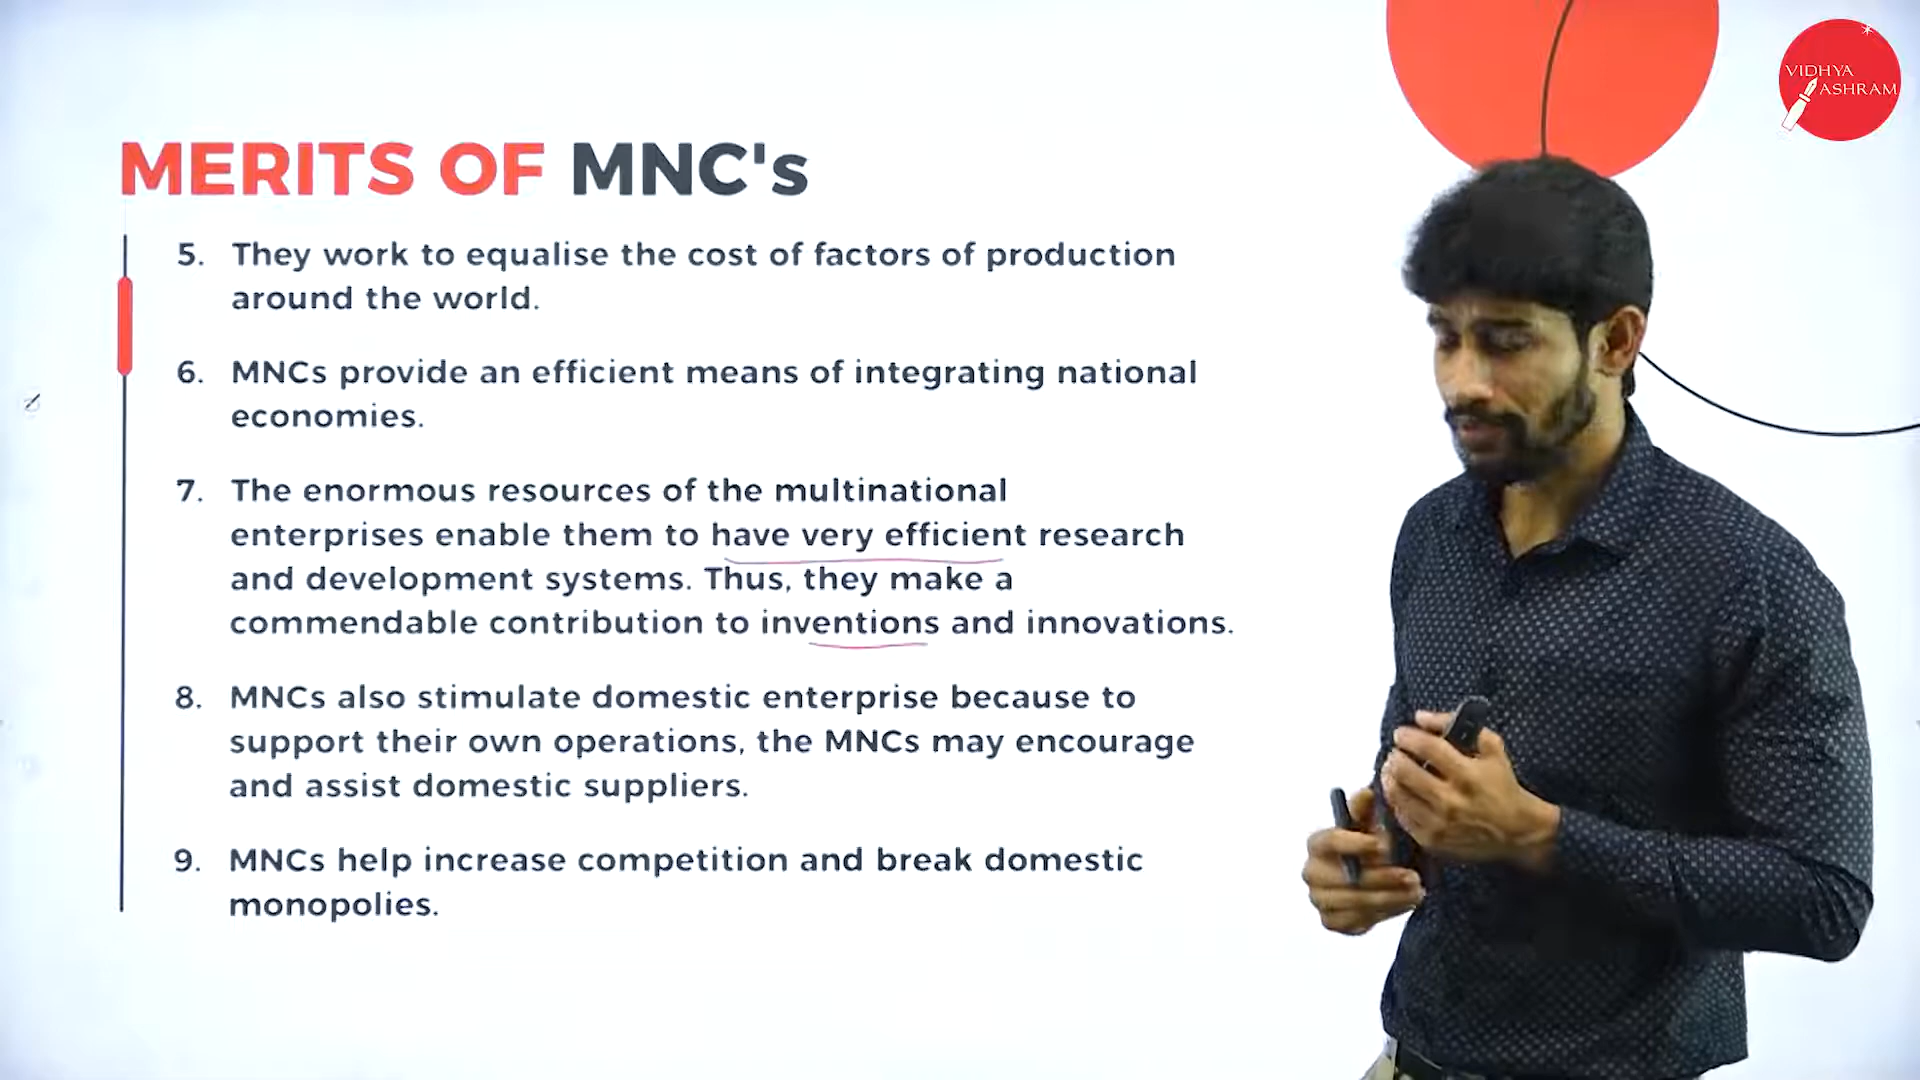 VIDHYA
ASHRAM
MERITS OF MNC's
5. They work to equalise the cost of factors of production
around the world.
6. MNCs provide an efficient means of integrating national
economies.
7. The enormous resources of the multinational
enterprises enable them to have very efficient research
and development systems. Thus, they make a
commendable contribution to inventions and innovations.
8. MNCs also stimulate domestic enterprise because to
support their own operations, the MNCs may encourage
and assist domestic suppliers.
9. MNCs help increase competition and break domestic
monopolies.